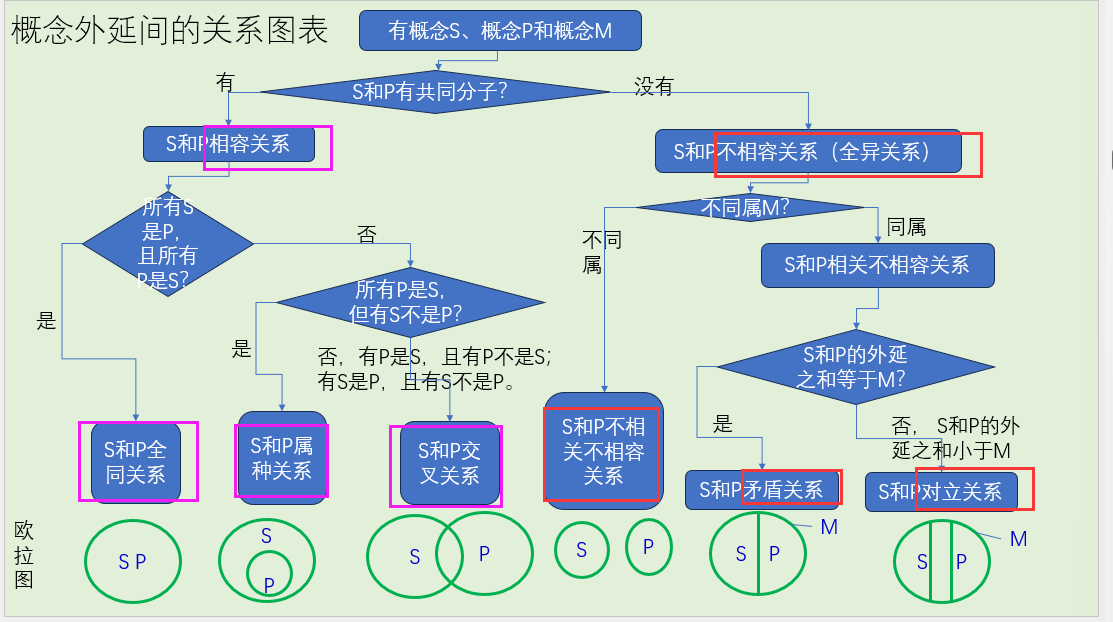 概念外延间的关系图表
有概念S、概念P和概念M
S和P有共同分子?
有
没有
S和P相容关系
S和P不相容关系（全异关系）
所有S
是P，
且所有
P是S?
不同属M?
否
不同
属
同属
S和P相关不相容关系
所有P是S，
但有S不是P?
是
是
否，有P是S，且有P不是S；
有S是P，且有S不是P。
S和P的外延
之和等于M?
是
否， S和P的外
延之和小于M
S和P全
同关系
S和P属
种关系
S和P交
叉关系
S和P不相
关不相容
关系
S和P矛盾关系
S和P对立关系
欧
拉
图
S P
S
P
S
P
S
P
S
P
M
S
P
M